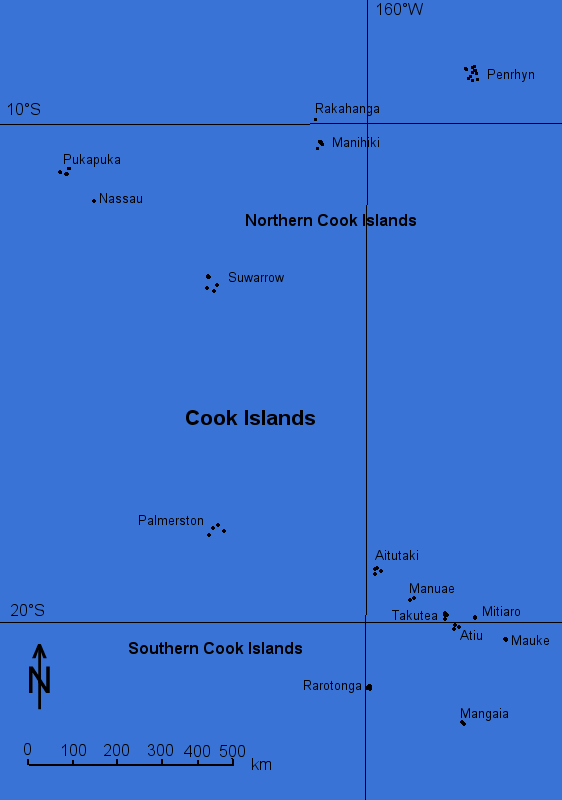 160°W
Penrhyn
10°S
Rakahanga
Manihiki
Pukapuka
Nassau
Northern Cook Islands
Suwarrow
Cook Islands
Palmerston
Aitutaki
Manuae
20°S
Takutea
Mitiaro
Atiu
Mauke
Southern Cook Islands
N
Rarotonga
Mangaia
0 100 200 300 400 500
km